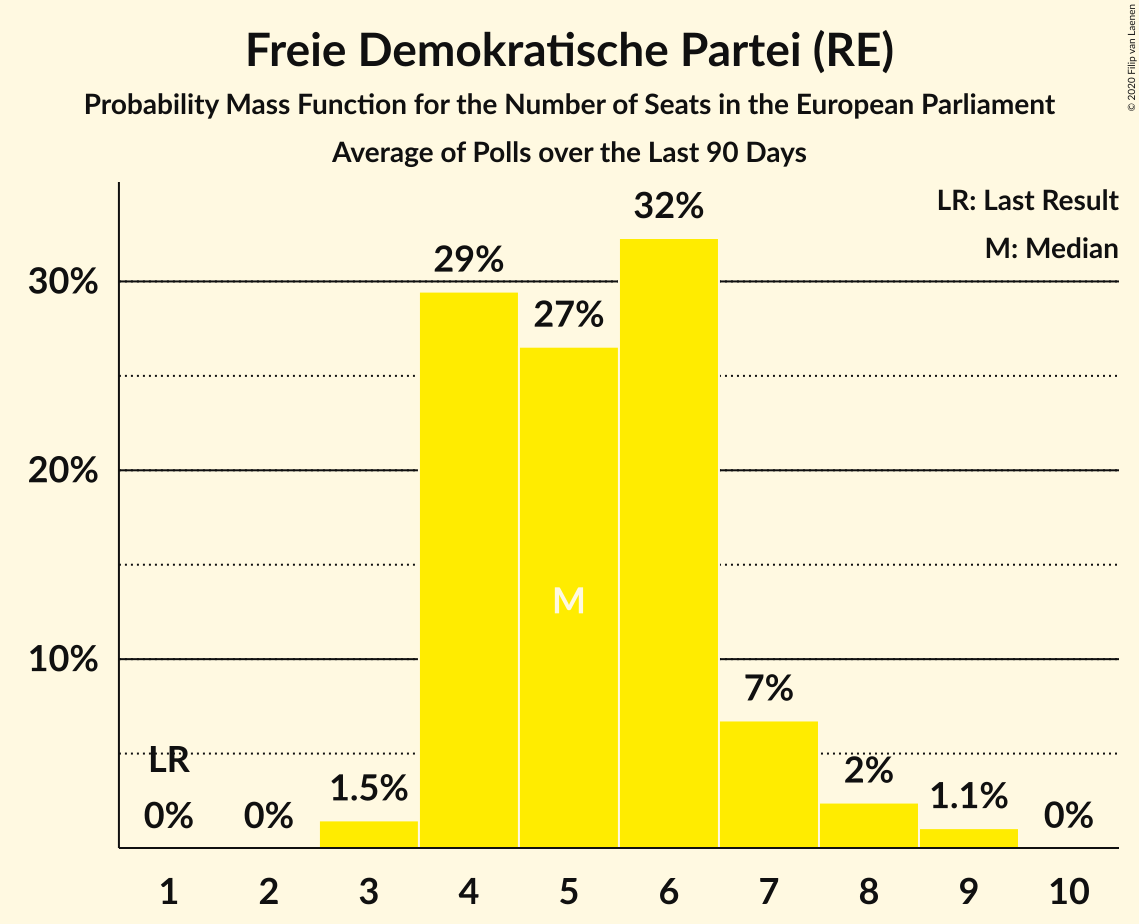 Freie Demokratische Partei (RE)
Probability Mass Function for the Number of Seats in the European Parliament
Average of Polls over the Last 90 Days
© 2020 Filip van Laenen
LR: Last Result
M: Median
32%
29%
27%
30%
20%
M
10%
7%
LR
2%
1.5%
1.1%
0%
0%
0%
1 2 3 4 5 6 7 8 9 10